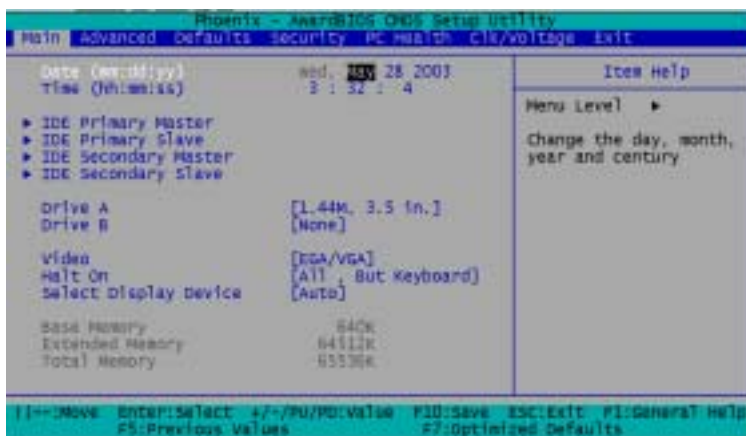 Phoenix - AwardBIOS CMOS Setup Utility
Main Advanced Defaults Security PC Health Clk/Voltage Exit
Date (mm:dd:yy) Wed, May 28 2003
Time (hh:mm:ss) 3 : 32 : 4
IDE Primary Master
IDE Primary Slave
IDE Secondary Master
IDE Secondary Slave
Drive A [1.44M, 3.5 in.]
Drive B [None]
Video [EGA/VGA]
Halt On [All , But Keyboard]
Select Display Device [Auto]
Base Memory 640K
Extended Memory 64512K
Total Memory 65536K
Item Help
Menu Level
Change the day, month,
year and century
:Move Enter:Select +/-/PU/PD:Value F10:Save ESC:Exit F1:General Help
F5:Previous Values F7:Optimized Defaults